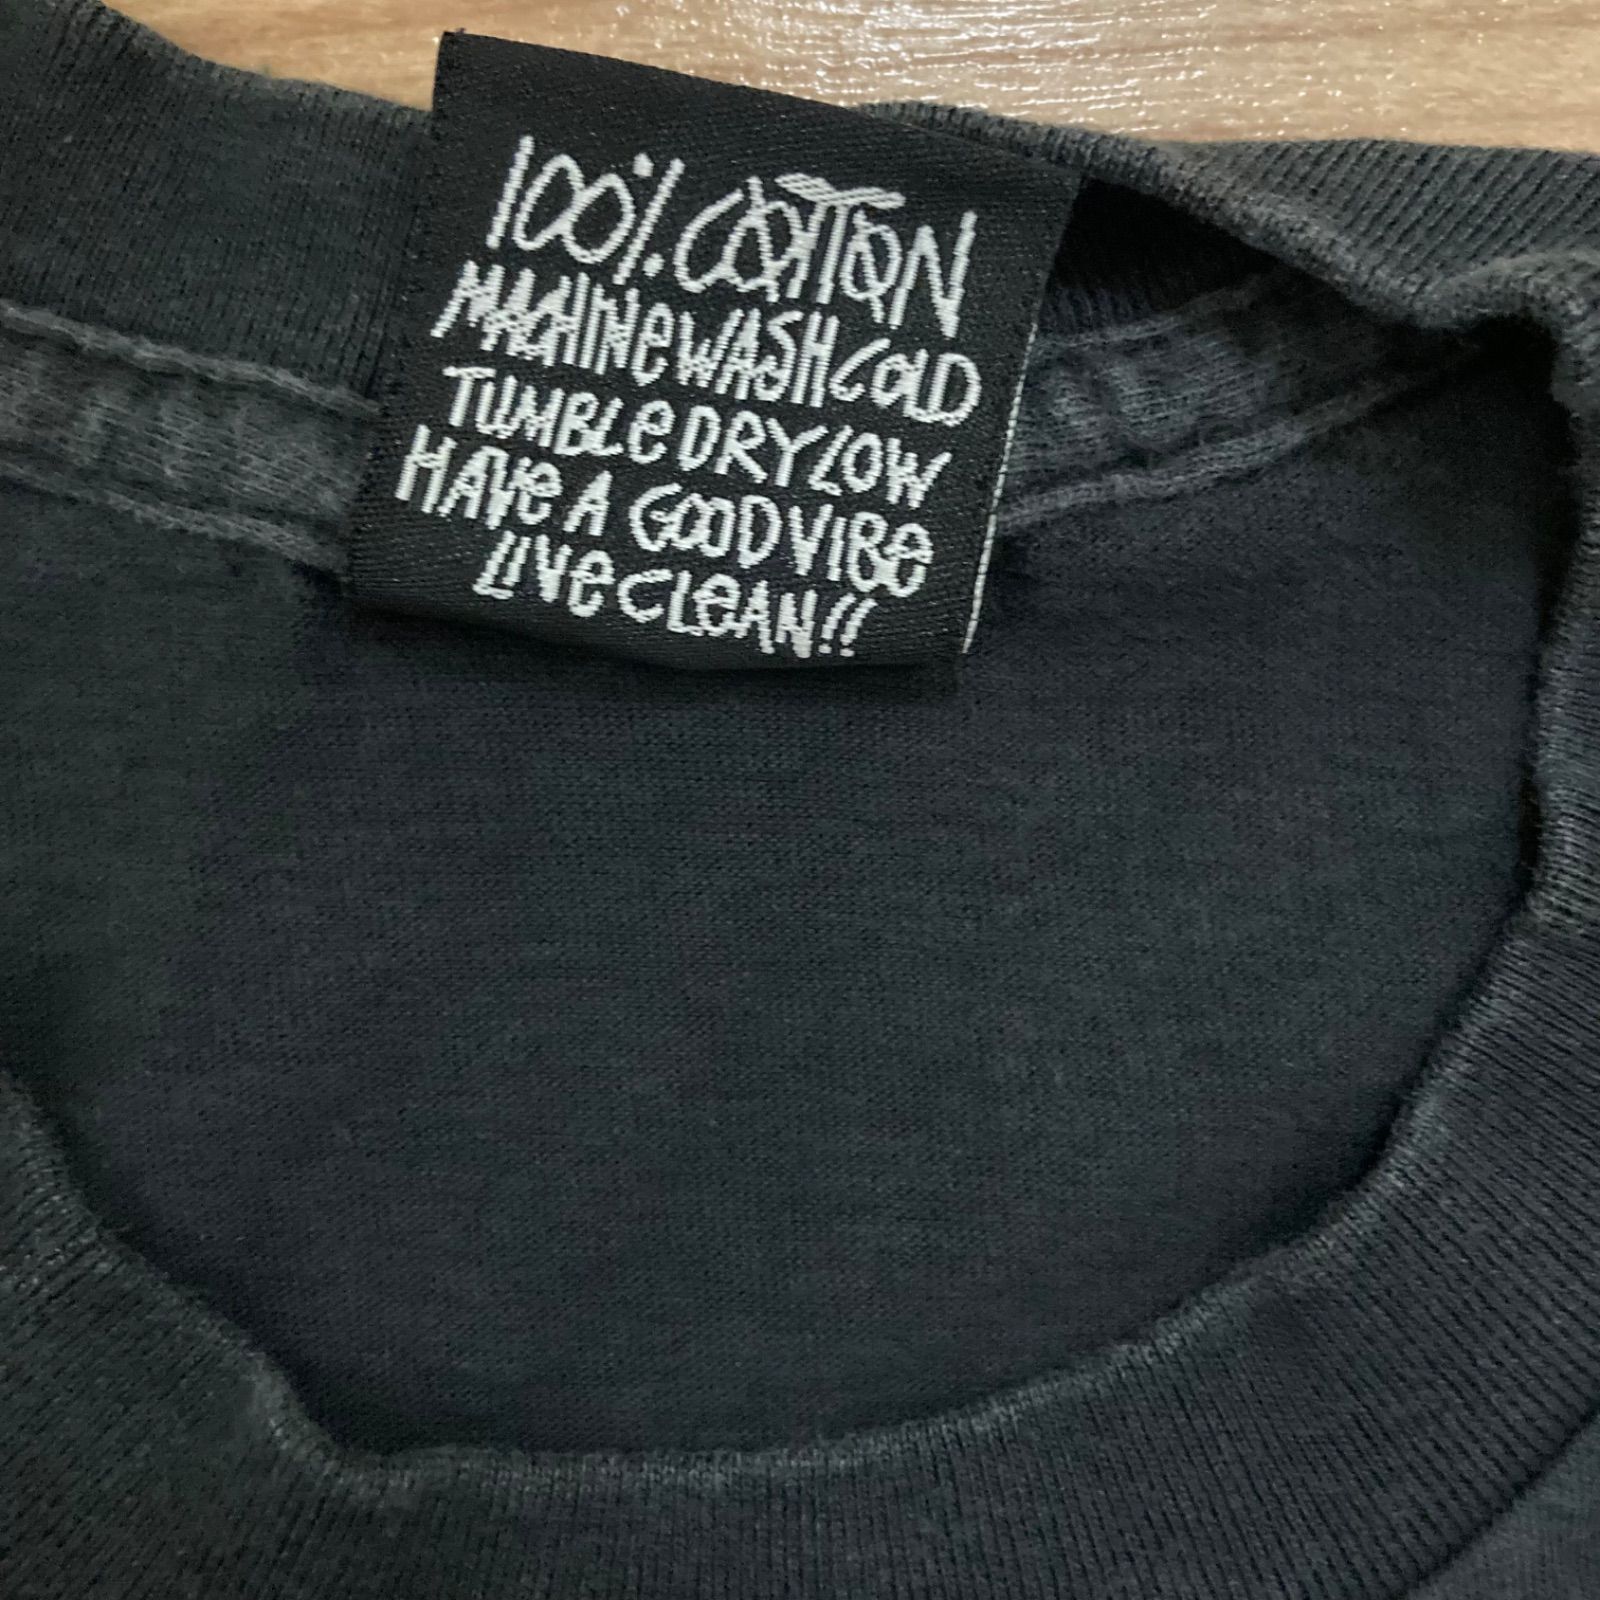 100% COTTON
MACHINE WASH COLD
TUMBLE DRY LOW
HAVE A GOOD VIBE
LIVE CLEAN!!